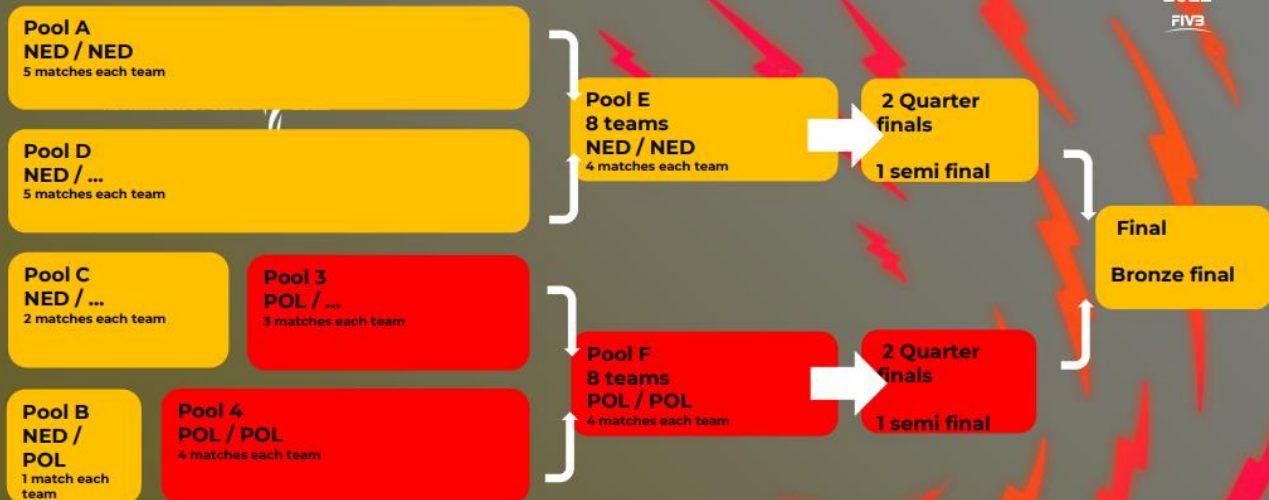 FIVB
Pool A
NED / NED
5 matches each team
Pool D
NED / ...
5 matches each team
Pool C
NED / ...
2 matches each team
Pool 3
POL / ...
3 matches each team
Pool B
NED /
POL
1 match each
team
Pool 4
POL / POL
4 matches each team
Pool E
8 teams
NED / NED
4 matches each team
Pool F
8 teams
POL / POL
4 matches each team
2 Quarter
finals
1 semi final
2 Quarter
finals
1 semi final
Final
Bronze final